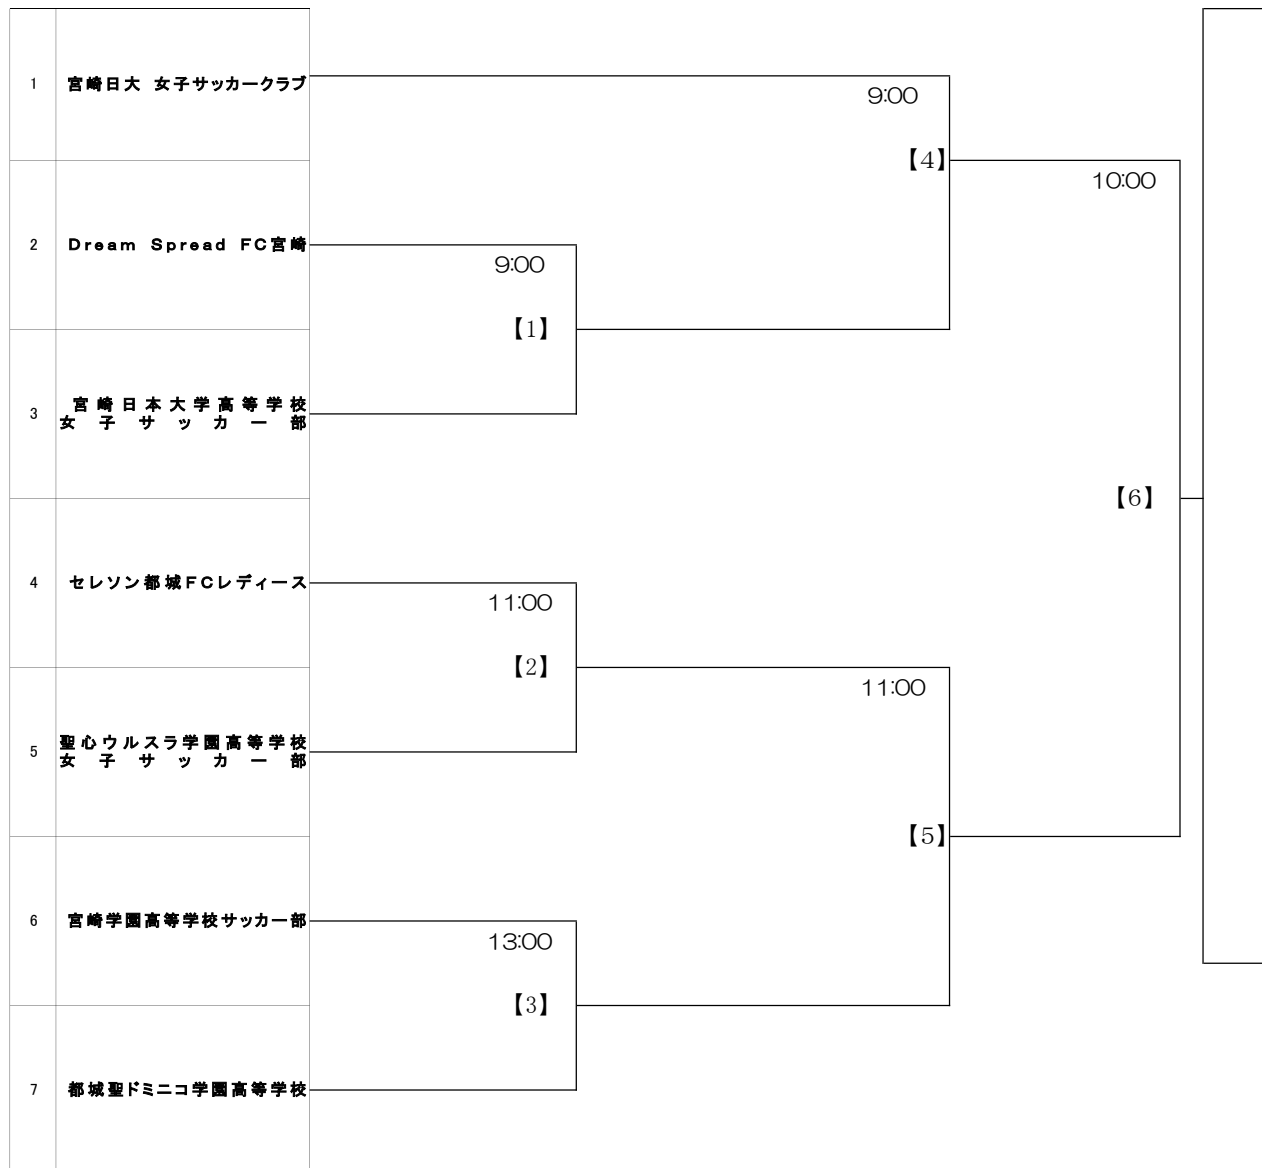 1 宮崎日大 女子サッカークラブ
9:00
【4】
10:00
2 Dream Spread FC宮崎
9:00
【1】
3 宮崎日本大学高等学校
女子サッカー部
【6】
4 セレソン都城FCレディース
11:00
【2】
11:00
5 聖心ウルスラ学園高等学校
女子サッカー部
【5】
6 宮崎学園高等学校サッカー部
13:00
【3】
7 都城聖ドミニコ学園高等学校